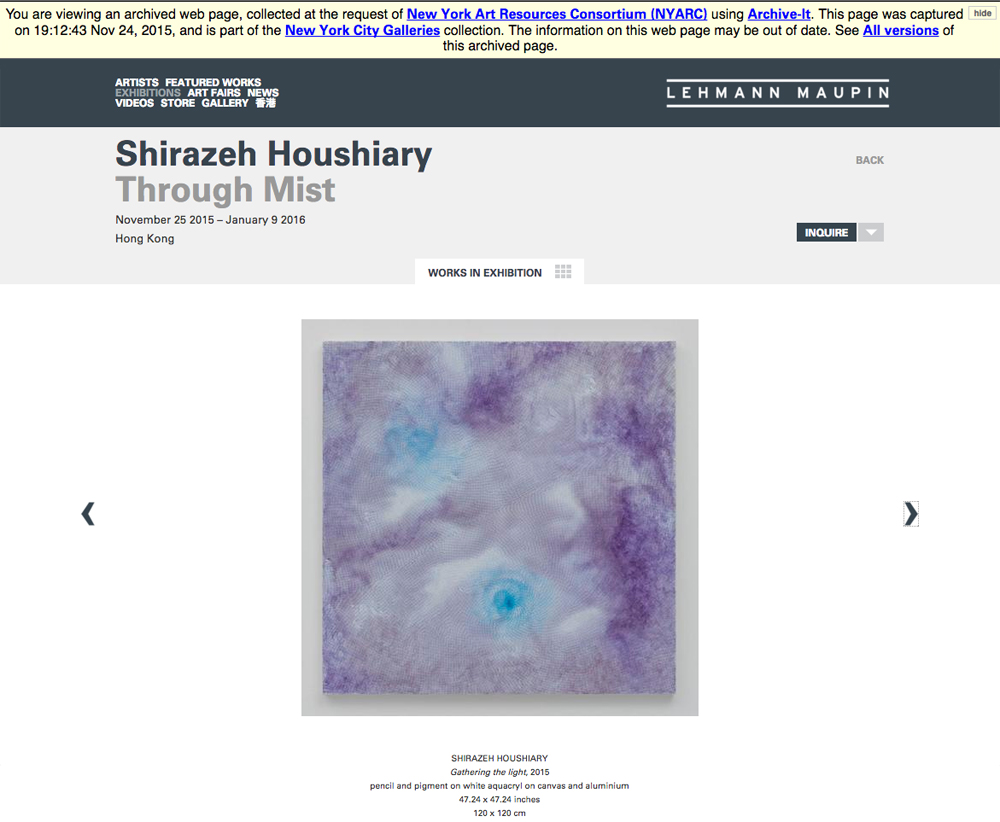 You are viewing an archived web page, collected at the request of New York Art Resources Consortium (NYARC) using Archive-It. This page was captured
hide
on 19:12:43 Nov 24, 2015, and is part of the New York City Galleries collection. The information on this web page may be out of date. See All versions of
this archived page.
ARTISTS FEATURED WORKS
EXHIBITIONS ART FAIRS NEWS
VIDEOS STORE GALLERY 香港
LEHMANN MAUPIN
Shirazeh Houshiary
BACK
Through Mist
November 25 2015 – January 9 2016
INQUIRE
Hong Kong
WORKS IN EXHIBITION
SHIRAZEH HOUSHIARY
Gathering the light, 2015
pencil and pigment on white aquacryl on canvas and aluminium
47.24 x 47.24 inches
120 x 120 cm